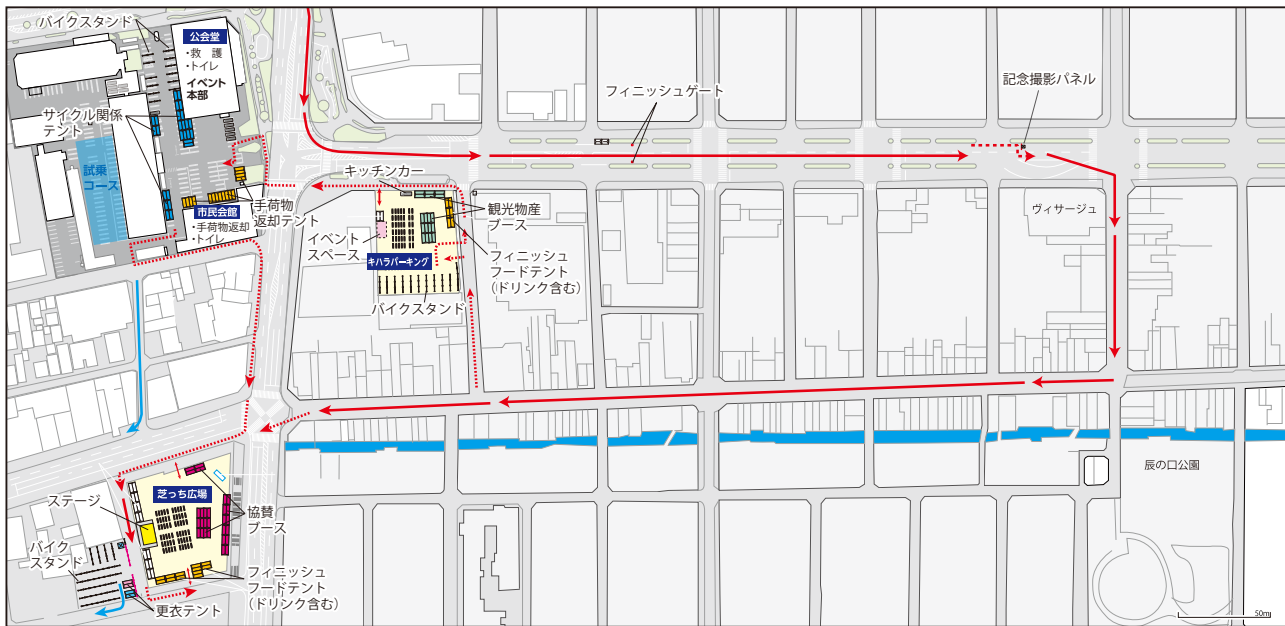 バイクスタンド
公会堂
・救　護
・トイレ
イベント
本部
サイクル関係
テント
試乗
コース
手荷物
返却テント
市民会館
・手荷物返却
・トイレ
キッチンカー
イベント
スペース
キハラパーキング
観光物産
ブース
フィニッシュ
フードテント
（ドリンク含む）
バイクスタンド
フィニッシュゲート
記念撮影パネル
ヴィサージュ
辰の口公園
ステージ
芝っち広場
協賛
ブース
バイク
スタンド
フィニッシュ
フードテント
（ドリンク含む）
更衣テント
50m